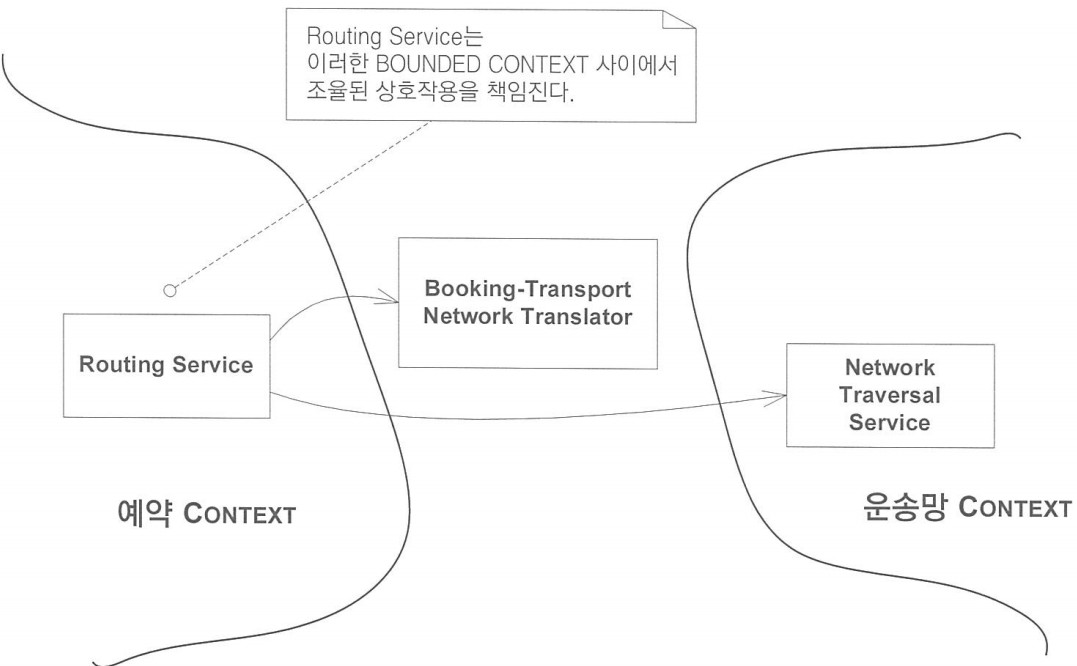 Routing Service는
이러한 BOUNDED CONTEXT 사이에서
조율된 상호작용을 책임진다.
Booking-Transport
Network Translator
Routing Service
Network
Traversal
Service
예약 CONTEXT
운송망 CONTEXT